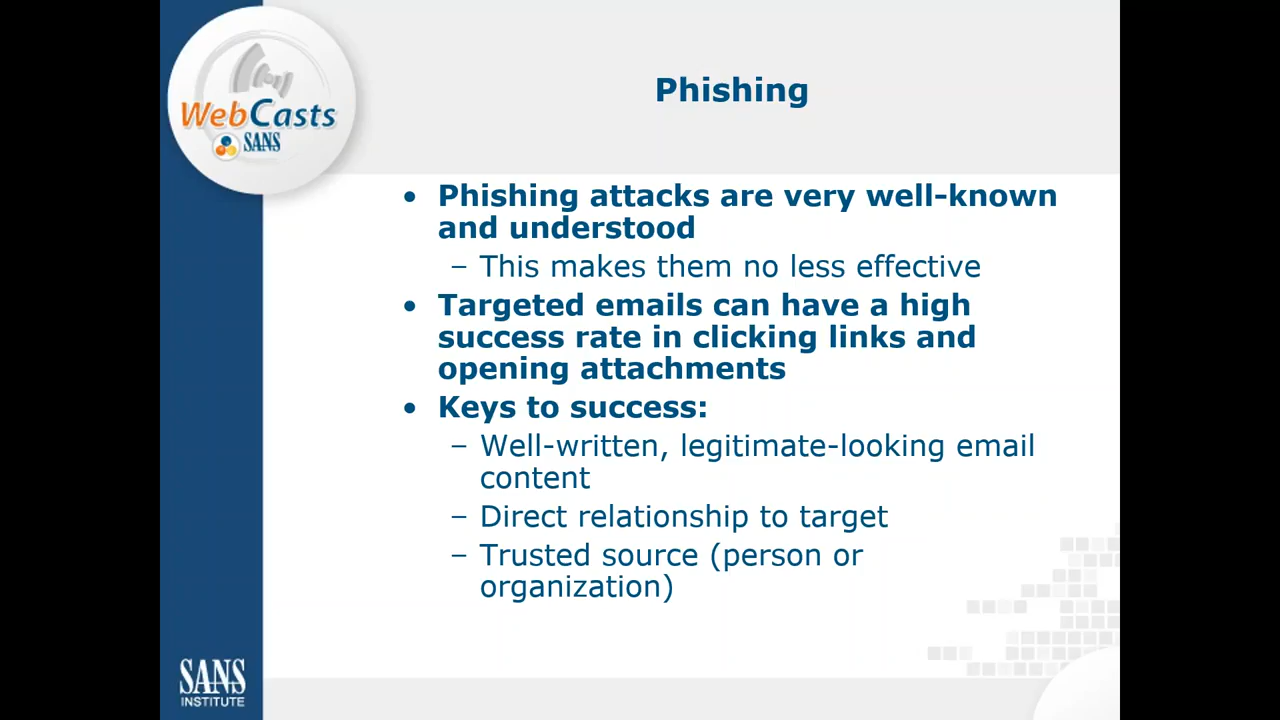 WebCasts
SANS
Phishing
• Phishing attacks are very well-known
and understood
– This makes them no less effective
• Targeted emails can have a high
success rate in clicking links and
opening attachments
• Keys to success:
– Well-written, legitimate-looking email
content
– Direct relationship to target
– Trusted source (person or
organization)
SANS
INSTITUTE